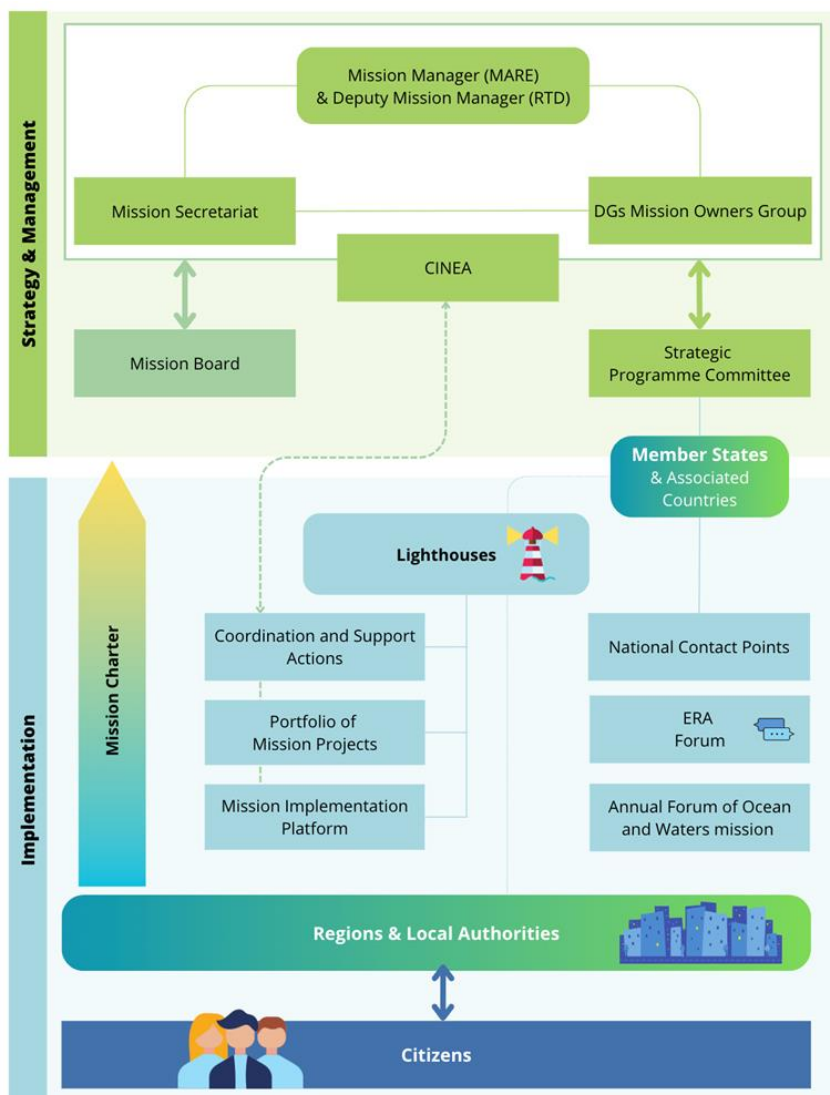 Strategy & Management
Mission Manager (MARE)
& Deputy Mission Manager (RTD)
Mission Secretariat
DGs Mission Owners Group
CINEA
Mission Board
Strategic
Programme Committee
Member States
& Associated
Countries
Implementation
Mission Charter
Lighthouses
Coordination and Support
Actions
National Contact Points
Portfolio of
Mission Projects
ERA
Forum
Mission Implementation
Platform
Annual Forum of Ocean
and Waters mission
Regions & Local Authorities
Citizens